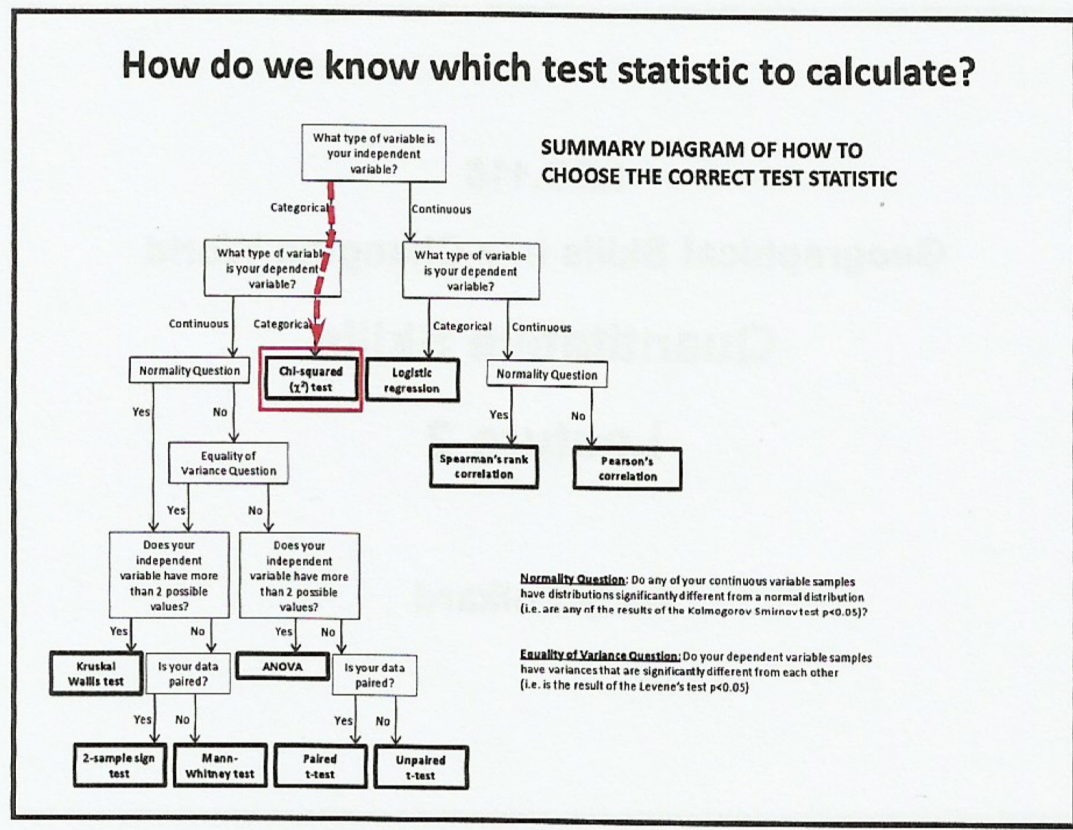 How do we know which test statistic to calculate?
SUMMARY DIAGRAM OF HOW TO
CHOOSE THE CORRECT TEST STATISTIC
What type of variable is
your independent
variable?
Categorical
Continuous
What type of variable
is your dependent
variable?
What type of variable
is your dependent
variable?
Continuous
Categorical
Categorical
Continuous
Normality Question
Chi-squared
(χ²) test
Logistic
regression
Normality Question
Yes
No
Yes
No
Equality of
Variance Question
Spearman's rank
correlation
Pearson's
correlation
Yes
No
Does your
independent
variable have more
than 2 possible
values?
Does your
independent
variable have more
than 2 possible
values?
Normality Question: Do any of your continuous variable samples
have distributions significantly different from a normal distribution
(i.e. are any of the results of the Kolmogorov Smirnov test p<0.05)?
Yes
No
Yes
No
Kruskal
Wallis test
Is your data
paired?
ANOVA
Is your data
paired?
Equality of Variance Question: Do your dependent variable samples
have variances that are significantly different from each other
(i.e. is the result of the Levene's test p<0.05)
Yes
No
Yes
No
2-sample sign
test
Mann-
Whitney test
Paired
t-test
Unpaired
t-test